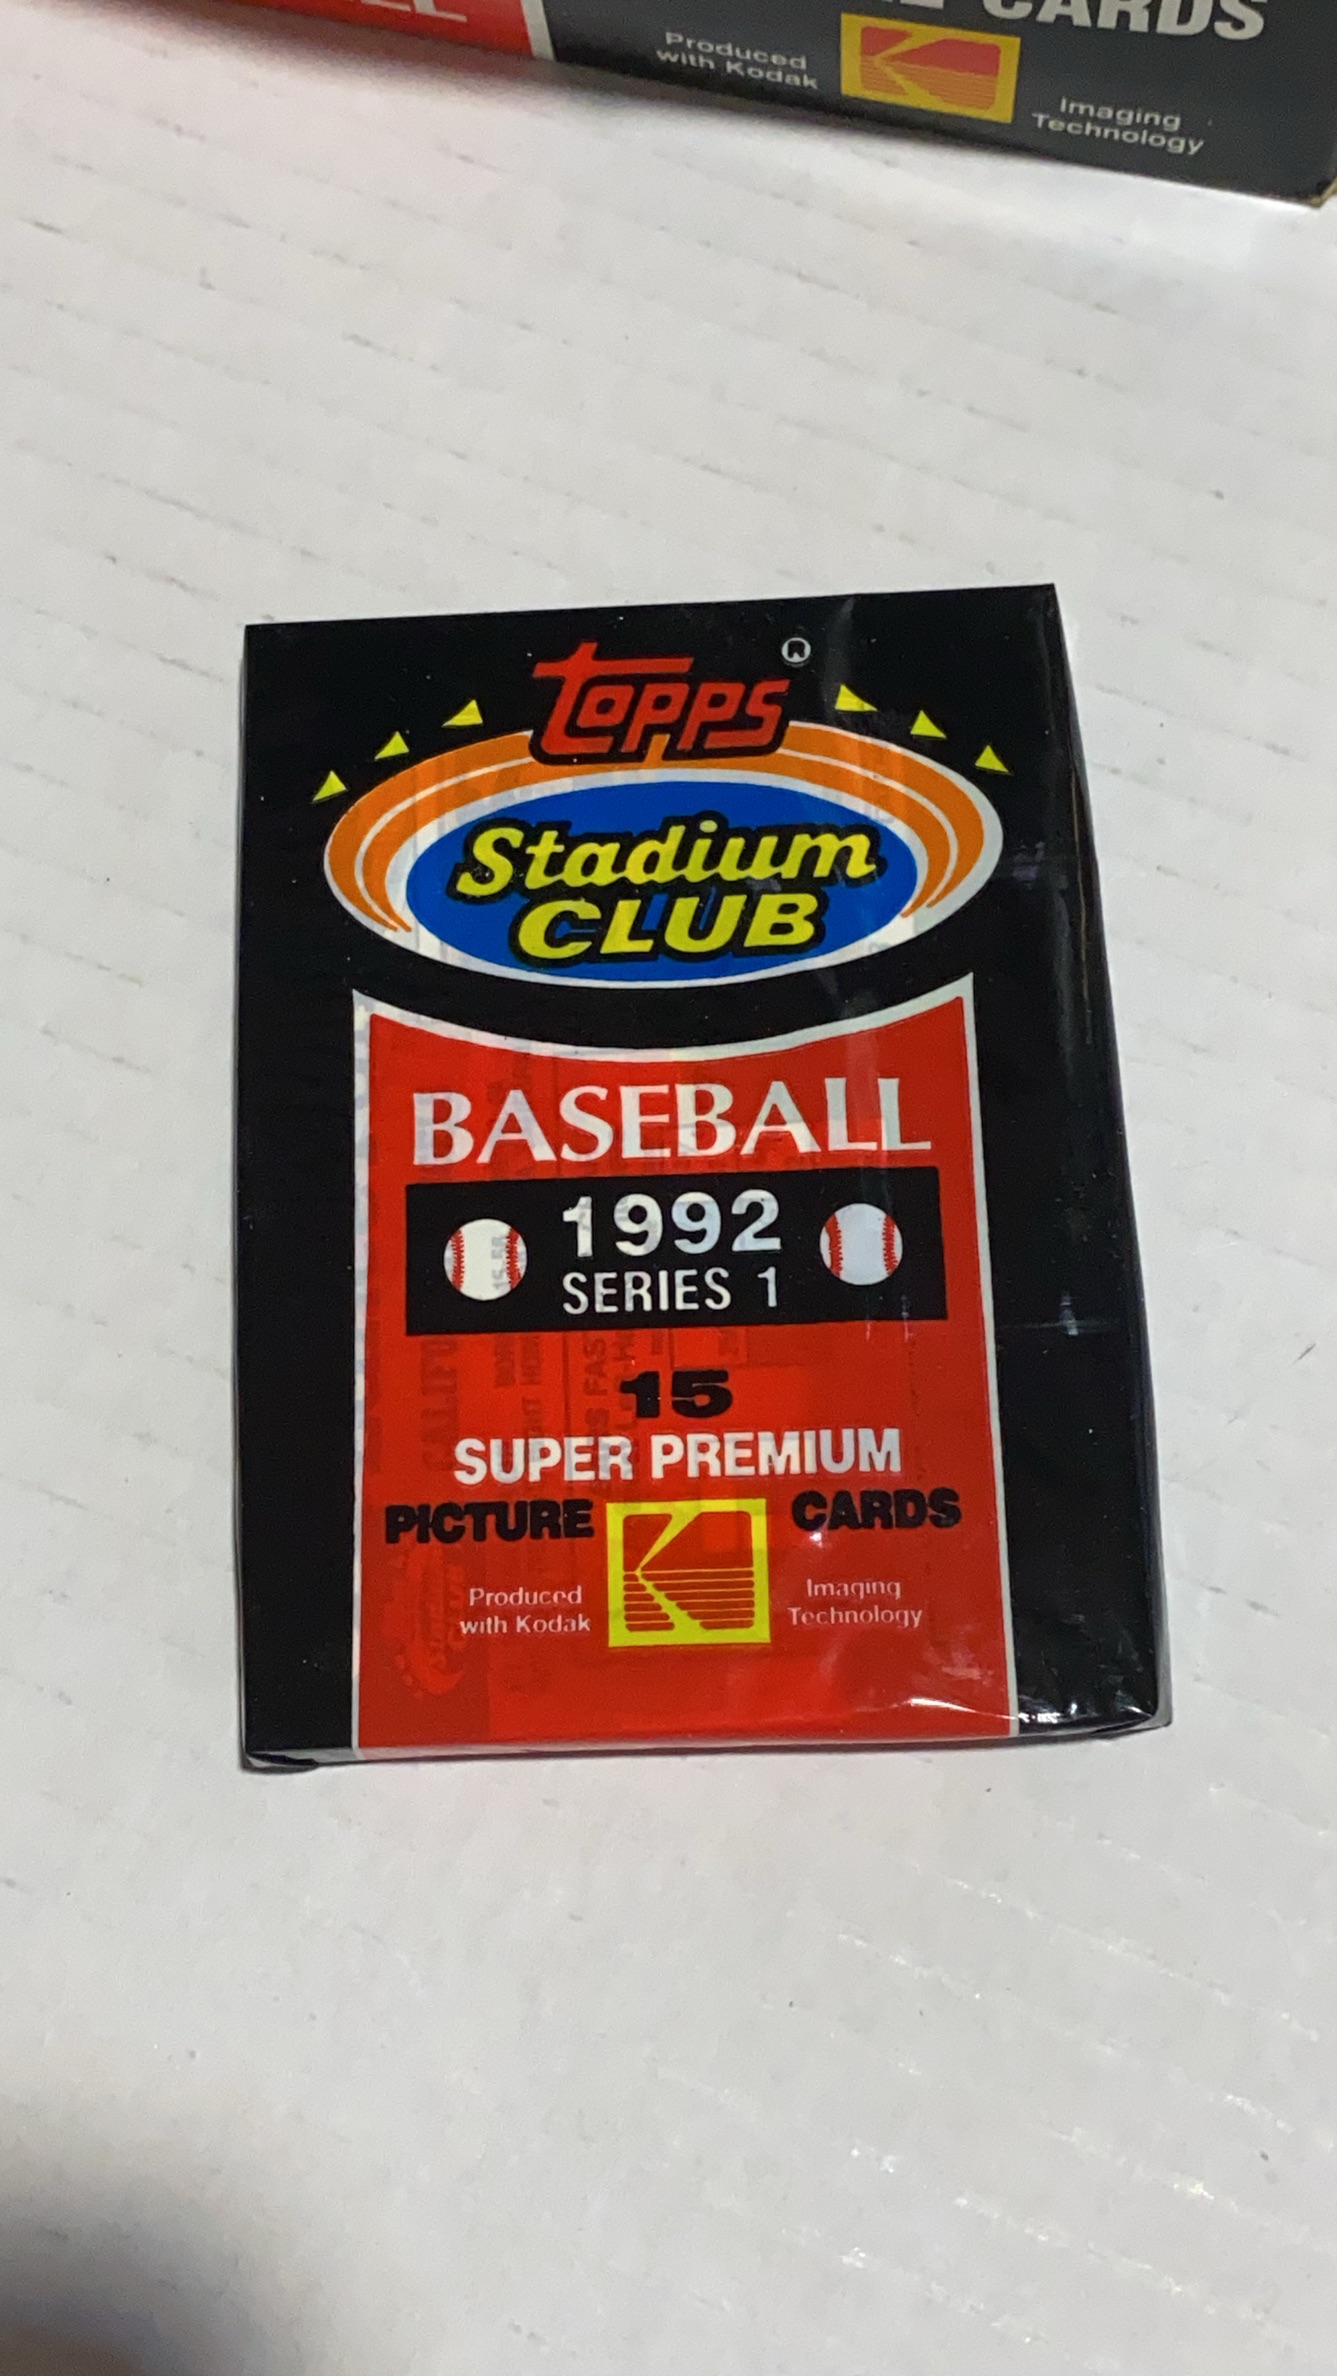 CARDS
Produced
with Kodak
Imaging
Technology
Topps®
Stadium
CLUB
BASEBALL
1992
SERIES 1
15
SUPER PREMIUM
PICTURE CARDS
Produced
with Kodak
Imaging
Technology